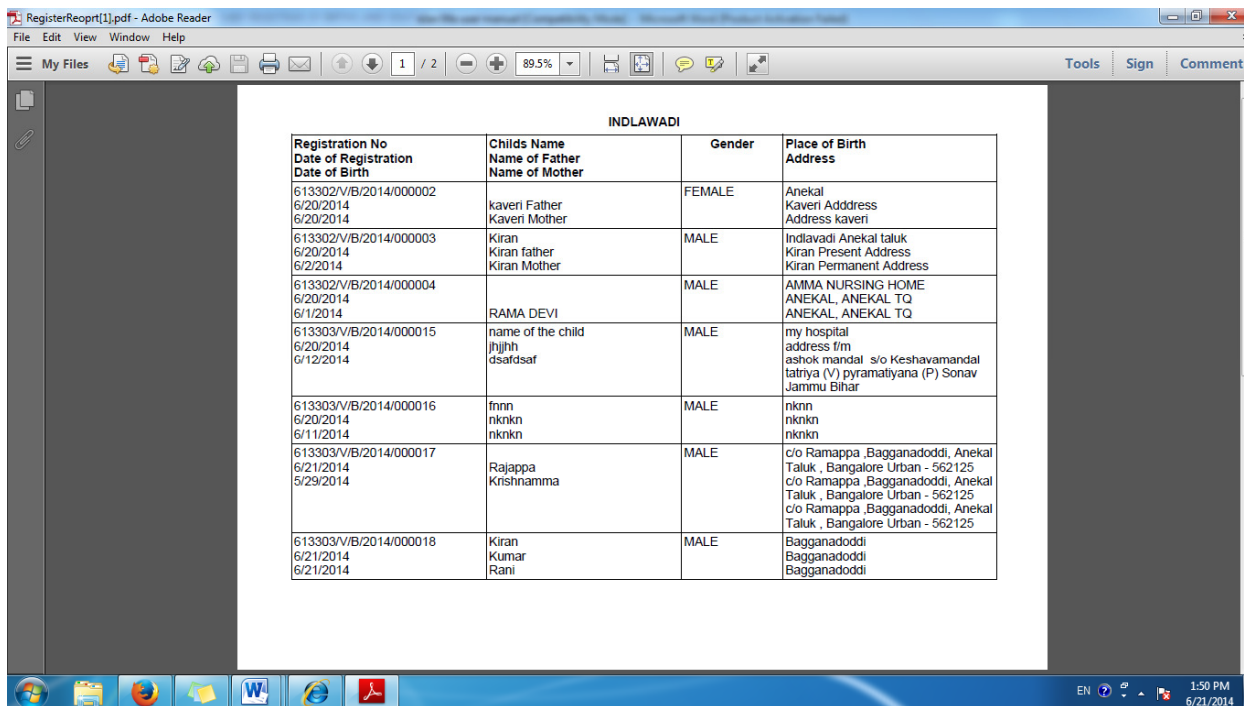 RegisterReoprt[1].pdf - Adobe Reader
File Edit View Window Help
My Files 1 / 2 89.5% Tools Sign Comment
INDLAWADI
Registration No Childs Name Gender Place of Birth
Date of Registration Name of Father Address
Date of Birth Name of Mother
613302/V/B/2014/000002 FEMALE Anekal
6/20/2014 kaveri Father Kaveri Adddress
6/20/2014 Kaveri Mother Address kaveri
613302/V/B/2014/000003 Kiran MALE Indlavadi Anekal taluk
6/20/2014 Kiran father Kiran Present Address
6/2/2014 Kiran Mother Kiran Permanent Address
613302/V/B/2014/000004 MALE AMMA NURSING HOME
6/20/2014 ANEKAL, ANEKAL TQ
6/1/2014 RAMA DEVI ANEKAL, ANEKAL TQ
613303/V/B/2014/000015 name of the child MALE my hospital
6/20/2014 jhjjhh address f/m
6/12/2014 dsafdsaf ashok mandal s/o Keshavamandal
tatriya (V) pyramatiyana (P) Sonav
Jammu Bihar
613303/V/B/2014/000016 fnnn MALE nknn
6/20/2014 nknkn nknkn
6/11/2014 nknkn nknkn
613303/V/B/2014/000017 MALE c/o Ramappa ,Bagganadoddi, Anekal
6/21/2014 Rajappa Taluk , Bangalore Urban - 562125
5/29/2014 Krishnamma c/o Ramappa ,Bagganadoddi, Anekal
Taluk , Bangalore Urban - 562125
c/o Ramappa ,Bagganadoddi, Anekal
Taluk , Bangalore Urban - 562125
613303/V/B/2014/000018 Kiran MALE Bagganadoddi
6/21/2014 Kumar Bagganadoddi
6/21/2014 Rani Bagganadoddi
EN 1:50 PM
6/21/2014